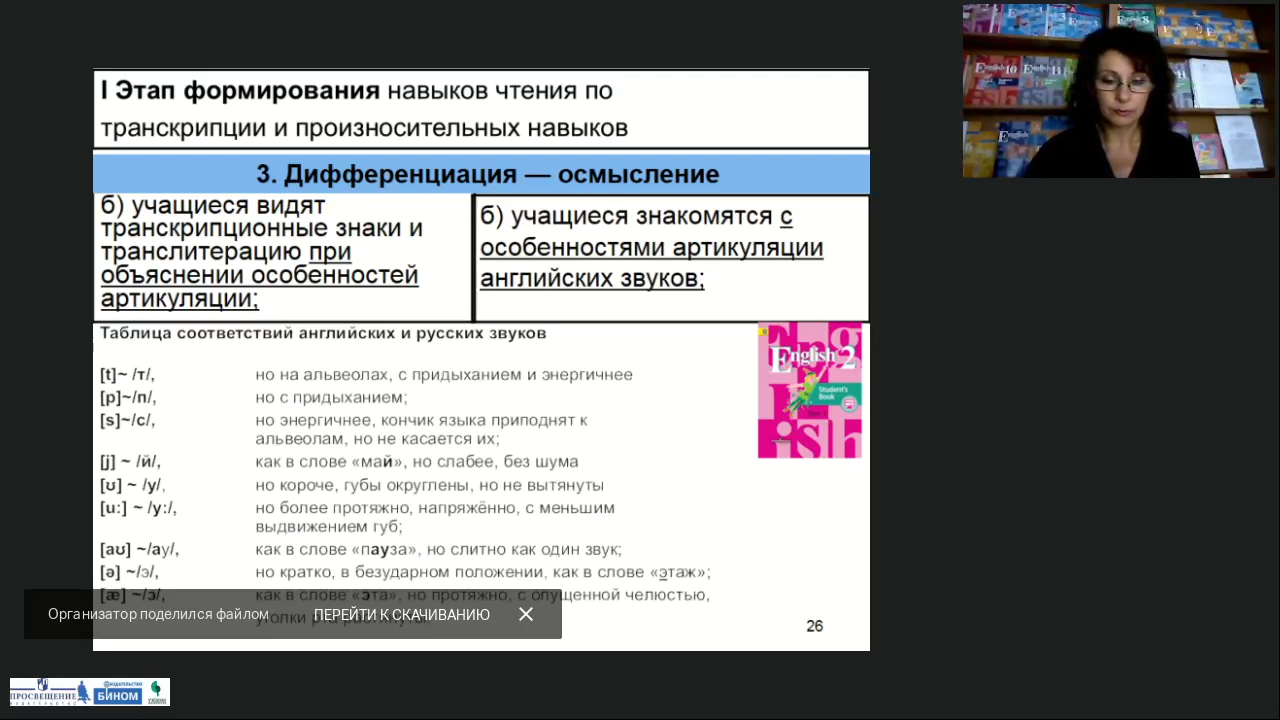 I Этап формирования навыков чтения по
транскрипции и произносительных навыков
3. Дифференциация — осмысление
б) учащиеся видят
транскрипционные знаки и
транслитерацию при
объяснении особенностей
артикуляции;
б) учащиеся знакомятся с
особенностями артикуляции
английских звуков;
Таблица соответствий английских и русских звуков
[t]~ /т/, но на альвеолах, с придыханием и энергичнее
[p]~/п/, но с придыханием;
[s]~/с/, но энергичнее, кончик языка приподнят к
альвеолам, но не касается их;
[j] ~ /й/, как в слове «май», но слабее, без шума
[ʊ] ~ /у/, но короче, губы округлены, но не вытянуты
[u:] ~ /у:/, но более протяжно, напряжённо, с меньшим
выдвижением губ;
[aʊ] ~/ау/, как в слове «пауза», но слитно как один звук;
[ə] ~/э/, но кратко, в безударном положении, как в слове «этаж»;
[æ] ~/э/, как в слове «эта», но протяжно, с опущенной челюстью,
уголки рта растянуты.
English 2
Student's
Book
26
Организатор поделился файлом ПЕРЕЙТИ К СКАЧИВАНИЮ
ПРОСВЕЩЕНИЕ
ИЗДАТЕЛЬСТВО
БИНОМ
English